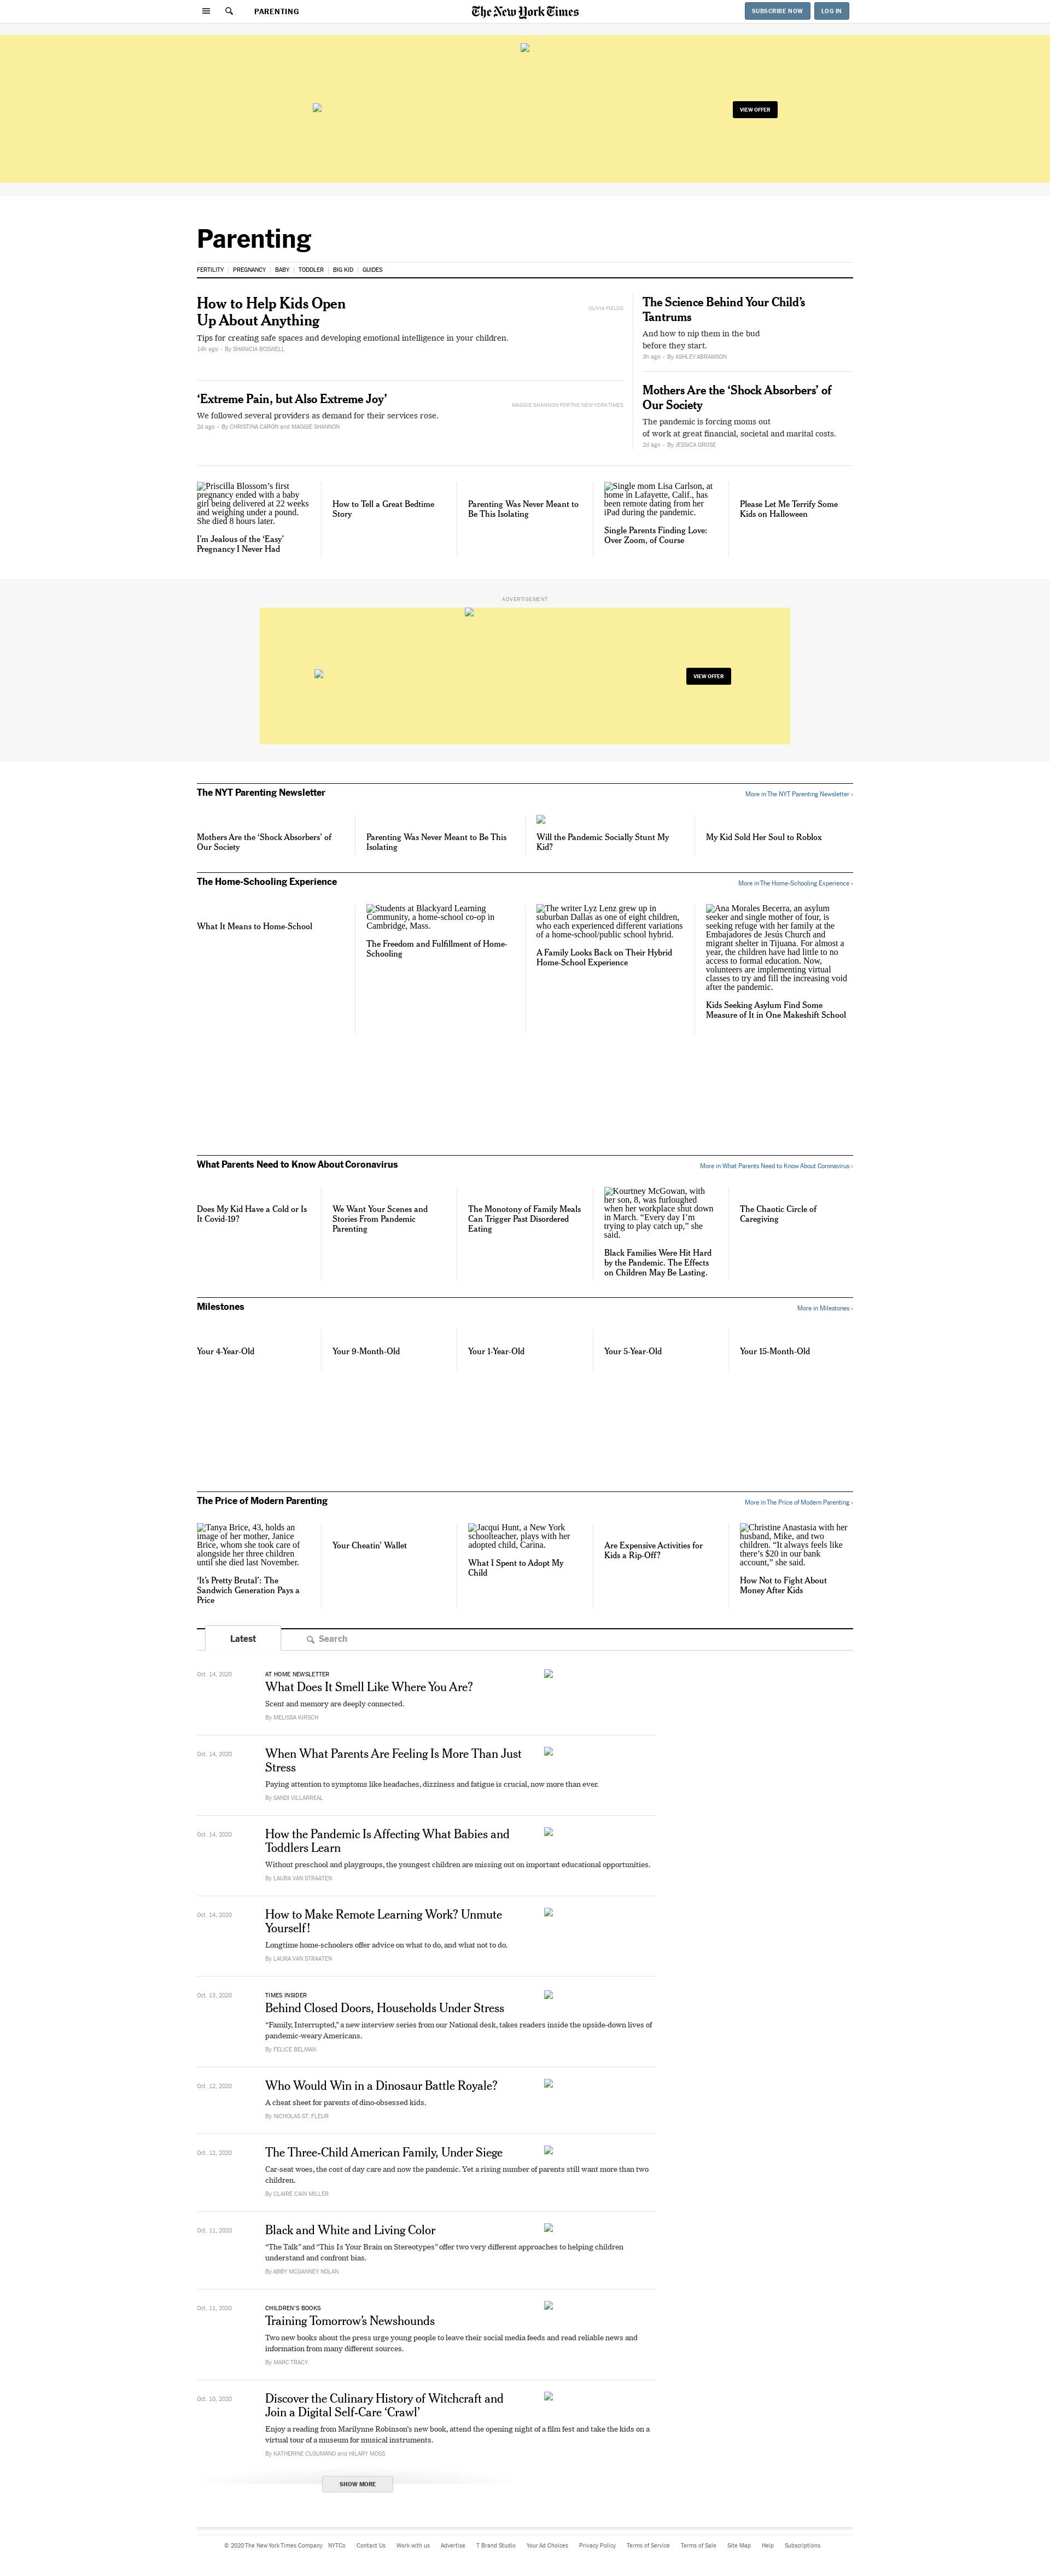 PARENTING
The New York Times
SUBSCRIBE NOW
LOG IN
VIEW OFFER
Parenting
FERTILITY
PREGNANCY
BABY
TODDLER
BIG KID
GUIDES
How to Help Kids Open
Up About Anything
Tips for creating safe spaces and developing emotional intelligence in your children.
14h ago • By SHANICIA BOSWELL
OLIVIA FIELDS
‘Extreme Pain, but Also Extreme Joy’
We followed several providers as demand for their services rose.
2d ago • By CHRISTINA CARON and MAGGIE SHANNON
MAGGIE SHANNON FOR THE NEW YORK TIMES
The Science Behind Your Child’s
Tantrums
And how to nip them in the bud
before they start.
3h ago • By ASHLEY ABRAMSON
Mothers Are the ‘Shock Absorbers’ of
Our Society
The pandemic is forcing moms out
of work at great financial, societal and marital costs.
2d ago • By JESSICA GROSE
Priscilla Blossom’s first
pregnancy ended with a baby
girl being delivered at 22 weeks
and weighing under a pound.
She died 8 hours later.
I’m Jealous of the ‘Easy’
Pregnancy I Never Had
How to Tell a Great Bedtime
Story
Parenting Was Never Meant to
Be This Isolating
Single mom Lisa Carlson, at
home in Lafayette, Calif., has
been remote dating from her
iPad during the pandemic.
Single Parents Finding Love:
Over Zoom, of Course
Please Let Me Terrify Some
Kids on Halloween
ADVERTISEMENT
VIEW OFFER
The NYT Parenting Newsletter
More in The NYT Parenting Newsletter ›
Mothers Are the ‘Shock Absorbers’ of
Our Society
Parenting Was Never Meant to Be This
Isolating
Will the Pandemic Socially Stunt My
Kid?
My Kid Sold Her Soul to Roblox
The Home-Schooling Experience
More in The Home-Schooling Experience ›
What It Means to Home-School
Students at Blackyard Learning
Community, a home-school co-op in
Cambridge, Mass.
The Freedom and Fulfillment of Home-
Schooling
The writer Lyz Lenz grew up in
suburban Dallas as one of eight children,
who each experienced different variations
of a home-school/public school hybrid.
A Family Looks Back on Their Hybrid
Home-School Experience
Ana Morales Becerra, an asylum
seeker and single mother of four, is
seeking refuge with her family at the
Embajadores de Jesús Church and
migrant shelter in Tijuana. For almost a
year, the children have had little to no
access to formal education. Now,
volunteers are implementing virtual
classes to try and fill the increasing void
after the pandemic.
Kids Seeking Asylum Find Some
Measure of It in One Makeshift School
What Parents Need to Know About Coronavirus
More in What Parents Need to Know About Coronavirus ›
Does My Kid Have a Cold or Is
It Covid-19?
We Want Your Scenes and
Stories From Pandemic
Parenting
The Monotony of Family Meals
Can Trigger Past Disordered
Eating
Kourtney McGowan, with
her son, 8, was furloughed
when her workplace shut down
in March. “Every day I’m
trying to play catch up,” she
said.
Black Families Were Hit Hard
by the Pandemic. The Effects
on Children May Be Lasting.
The Chaotic Circle of
Caregiving
Milestones
More in Milestones ›
Your 4-Year-Old
Your 9-Month-Old
Your 1-Year-Old
Your 5-Year-Old
Your 15-Month-Old
The Price of Modern Parenting
More in The Price of Modern Parenting ›
Tanya Brice, 43, holds an
image of her mother, Janice
Brice, whom she took care of
alongside her three children
until she died last November.
‘It’s Pretty Brutal’: The
Sandwich Generation Pays a
Price
Your Cheatin’ Wallet
Jacqui Hunt, a New York
schoolteacher, plays with her
adopted child, Carina.
What I Spent to Adopt My
Child
Are Expensive Activities for
Kids a Rip-Off?
Christine Anastasia with her
husband, Mike, and two
children. “It always feels like
there’s $20 in our bank
account,” she said.
How Not to Fight About
Money After Kids
Latest
Search
Oct. 14, 2020
AT HOME NEWSLETTER
What Does It Smell Like Where You Are?
Scent and memory are deeply connected.
By MELISSA KIRSCH
Oct. 14, 2020
When What Parents Are Feeling Is More Than Just
Stress
Paying attention to symptoms like headaches, dizziness and fatigue is crucial, now more than ever.
By SANDI VILLARREAL
Oct. 14, 2020
How the Pandemic Is Affecting What Babies and
Toddlers Learn
Without preschool and playgroups, the youngest children are missing out on important educational opportunities.
By LAURA VAN STRAATEN
Oct. 14, 2020
How to Make Remote Learning Work? Unmute
Yourself!
Longtime home-schoolers offer advice on what to do, and what not to do.
By LAURA VAN STRAATEN
Oct. 13, 2020
TIMES INSIDER
Behind Closed Doors, Households Under Stress
“Family, Interrupted,” a new interview series from our National desk, takes readers inside the upside-down lives of
pandemic-weary Americans.
By FELICE BELMAN
Oct. 12, 2020
Who Would Win in a Dinosaur Battle Royale?
A cheat sheet for parents of dino-obsessed kids.
By NICHOLAS ST. FLEUR
Oct. 12, 2020
The Three-Child American Family, Under Siege
Car-seat woes, the cost of day care and now the pandemic. Yet a rising number of parents still want more than two
children.
By CLAIRE CAIN MILLER
Oct. 11, 2020
Black and White and Living Color
“The Talk” and “This Is Your Brain on Stereotypes” offer two very different approaches to helping children
understand and confront bias.
By ABBY MCGANNEY NOLAN
Oct. 11, 2020
CHILDREN’S BOOKS
Training Tomorrow’s Newshounds
Two new books about the press urge young people to leave their social media feeds and read reliable news and
information from many different sources.
By MARC TRACY
Oct. 10, 2020
Discover the Culinary History of Witchcraft and
Join a Digital Self-Care ‘Crawl’
Enjoy a reading from Marilynne Robinson’s new book, attend the opening night of a film fest and take the kids on a
virtual tour of a museum for musical instruments.
By KATHERINE CUSUMANO and HILARY MOSS
SHOW MORE
© 2020 The New York Times Company
NYTCo
Contact Us
Work with us
Advertise
T Brand Studio
Your Ad Choices
Privacy Policy
Terms of Service
Terms of Sale
Site Map
Help
Subscriptions